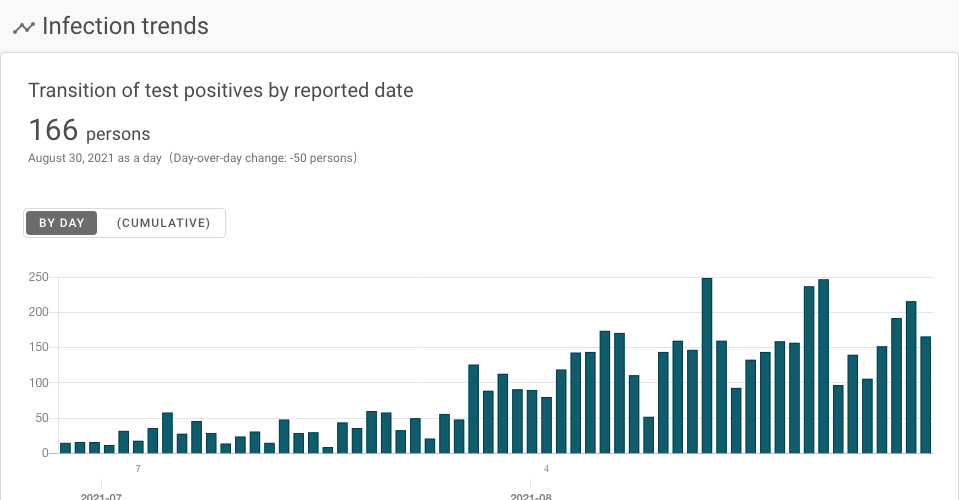 Infection trends
Transition of test positives by reported date
166 persons
August 30, 2021 as a day（Day-over-day change: -50 persons）
BY DAY (CUMULATIVE)
250
200
150
100
50
0
7 4
2021-07 2021-08